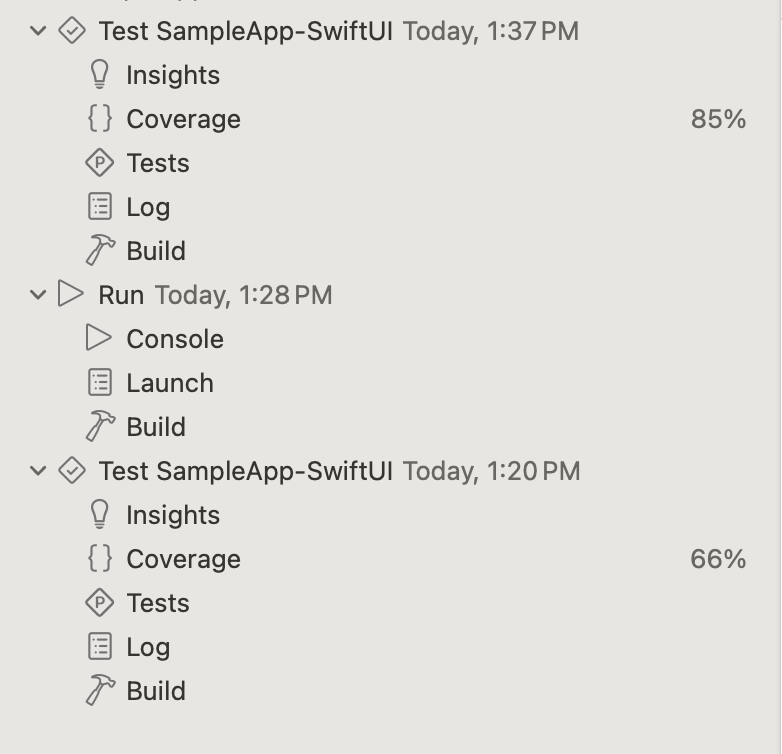 Test SampleApp-SwiftUI Today, 1:37 PM
Insights
Coverage 85%
Tests
Log
Build
Run Today, 1:28 PM
Console
Launch
Build
Test SampleApp-SwiftUI Today, 1:20 PM
Insights
Coverage 66%
Tests
Log
Build